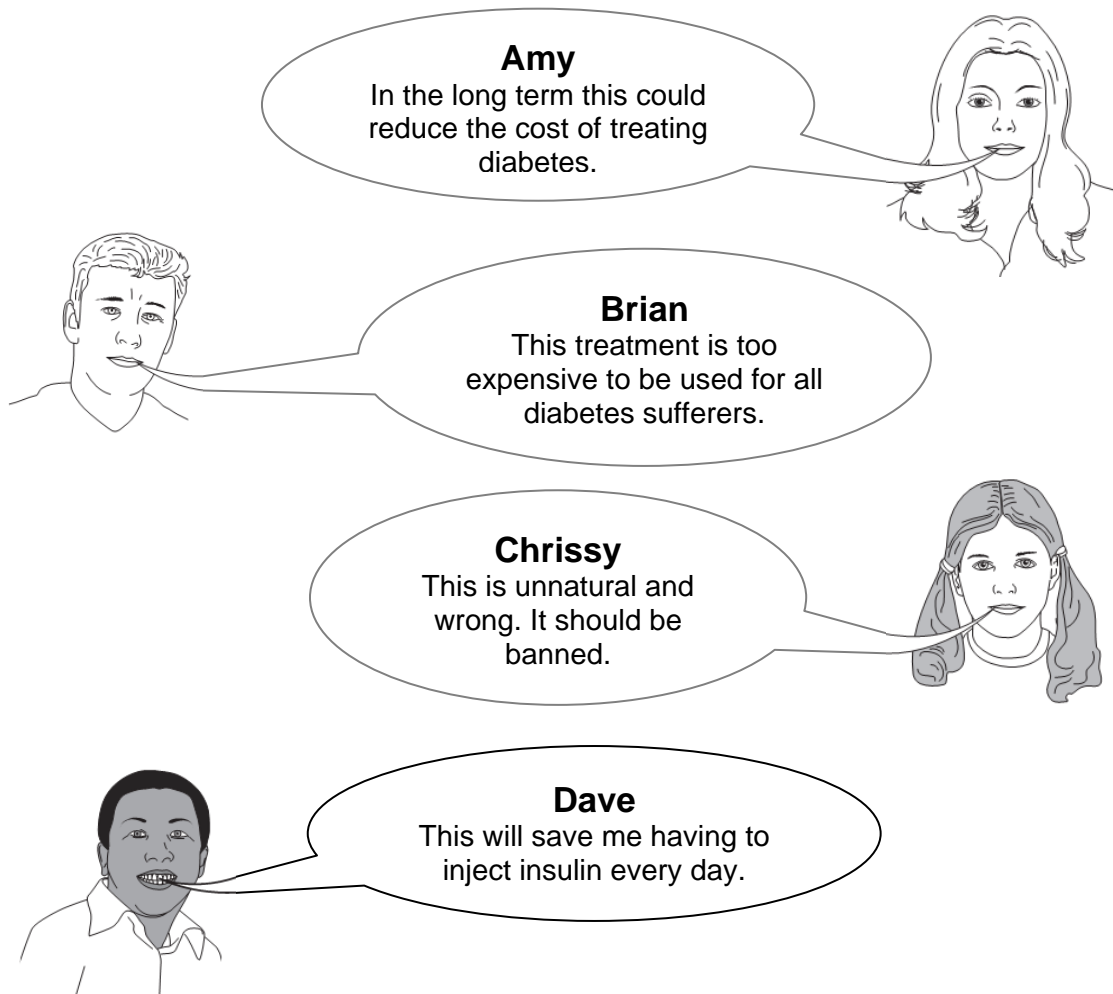 Amy
In the long term this could
reduce the cost of treating
diabetes.
Brian
This treatment is too
expensive to be used for all
diabetes sufferers.
Chrissy
This is unnatural and
wrong. It should be
banned.
Dave
This will save me having to
inject insulin every day.